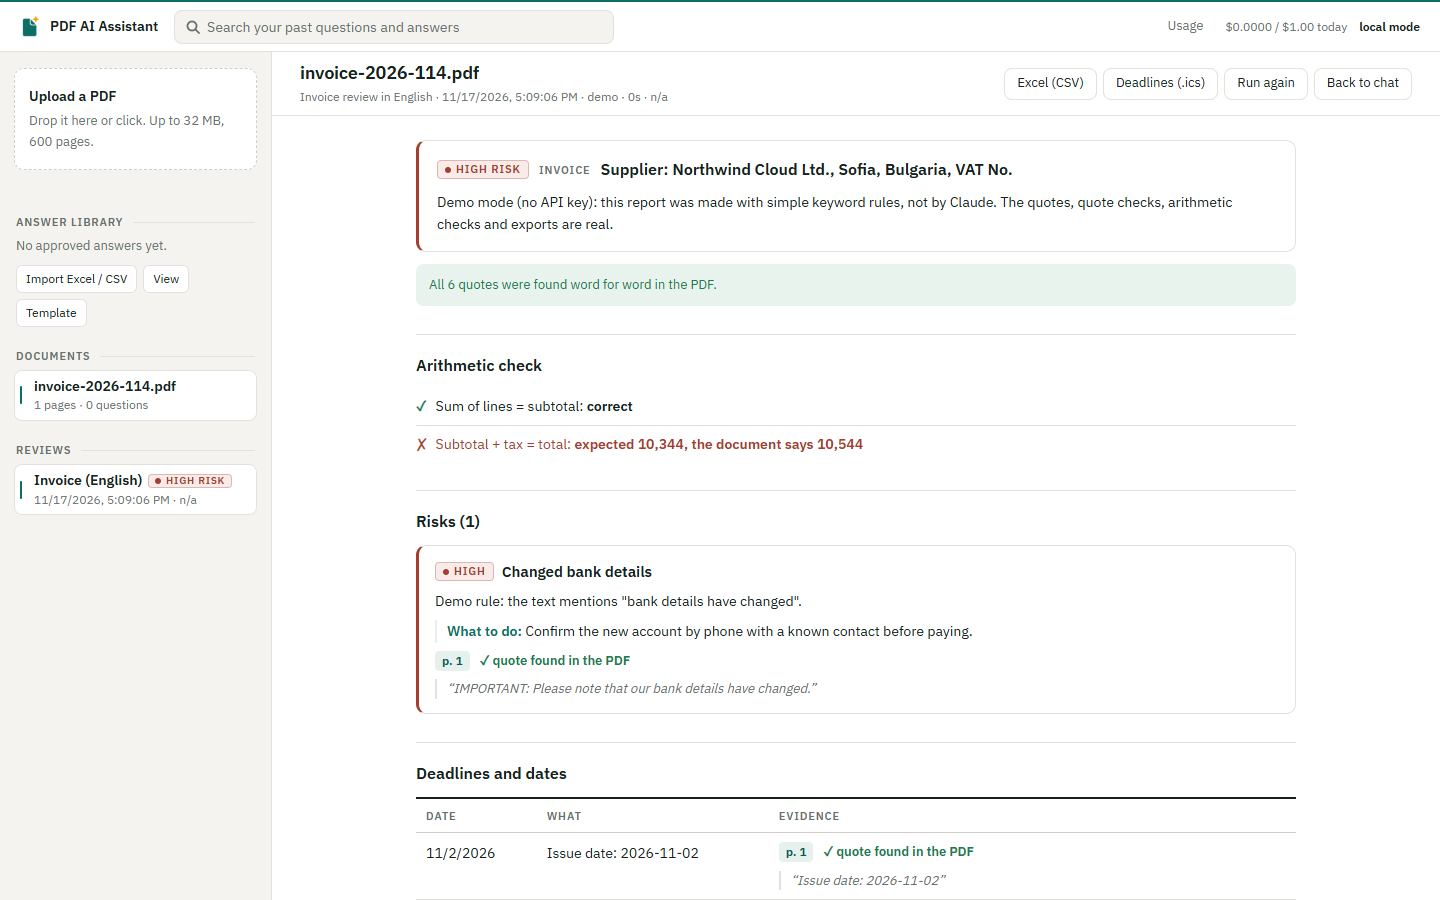 PDF AI Assistant
Search your past questions and answers
Usage
$0.0000 / $1.00 today
local mode
Upload a PDF
Drop it here or click. Up to 32 MB,
600 pages.
ANSWER LIBRARY
No approved answers yet.
Import Excel / CSV
View
Template
DOCUMENTS
invoice-2026-114.pdf
1 pages · 0 questions
REVIEWS
Invoice (English) HIGH RISK
11/17/2026, 5:09:06 PM · n/a
invoice-2026-114.pdf
Invoice review in English · 11/17/2026, 5:09:06 PM · demo · 0s · n/a
Excel (CSV)
Deadlines (.ics)
Run again
Back to chat
HIGH RISK INVOICE Supplier: Northwind Cloud Ltd., Sofia, Bulgaria, VAT No.
Demo mode (no API key): this report was made with simple keyword rules, not by Claude. The quotes, quote checks, arithmetic
checks and exports are real.
All 6 quotes were found word for word in the PDF.
Arithmetic check
✓ Sum of lines = subtotal: correct
✗ Subtotal + tax = total: expected 10,344, the document says 10,544
Risks (1)
HIGH Changed bank details
Demo rule: the text mentions "bank details have changed".
What to do: Confirm the new account by phone with a known contact before paying.
p. 1 ✓ quote found in the PDF
“IMPORTANT: Please note that our bank details have changed.”
Deadlines and dates
DATE WHAT EVIDENCE
11/2/2026 Issue date: 2026-11-02 p. 1 ✓ quote found in the PDF
“Issue date: 2026-11-02”